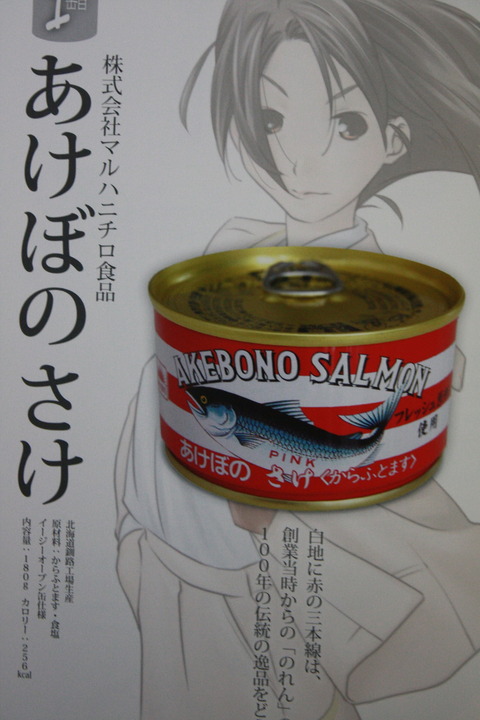 株式会社マルハニチロ食品
あけぼのさけ
北海道釧路工場生産
原材料：からふとます・食塩
イージーオープン缶仕様
内容量：180g カロリー：256kcal
AKEBONO SALMON
フレッシュ
使用
PINK
あけぼの さけ〈からふとます〉
白地に赤の三本線は、
創業当時からの「のれん」
100年の伝統の逸品をど